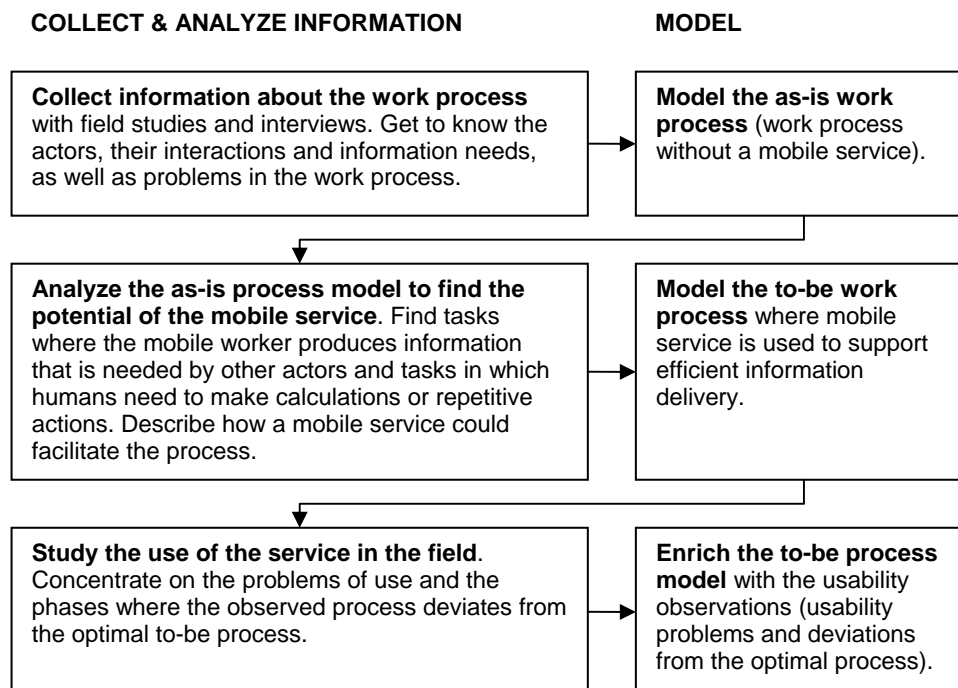 COLLECT & ANALYZE INFORMATION
MODEL
Collect information about the work process
with field studies and interviews. Get to know the
actors, their interactions and information needs,
as well as problems in the work process.
Model the as-is work
process (work process
without a mobile service).
Analyze the as-is process model to find the
potential of the mobile service. Find tasks
where the mobile worker produces information
that is needed by other actors and tasks in which
humans need to make calculations or repetitive
actions. Describe how a mobile service could
facilitate the process.
Model the to-be work
process where mobile
service is used to support
efficient information
delivery.
Study the use of the service in the field.
Concentrate on the problems of use and the
phases where the observed process deviates from
the optimal to-be process.
Enrich the to-be process
model with the usability
observations (usability
problems and deviations
from the optimal process).